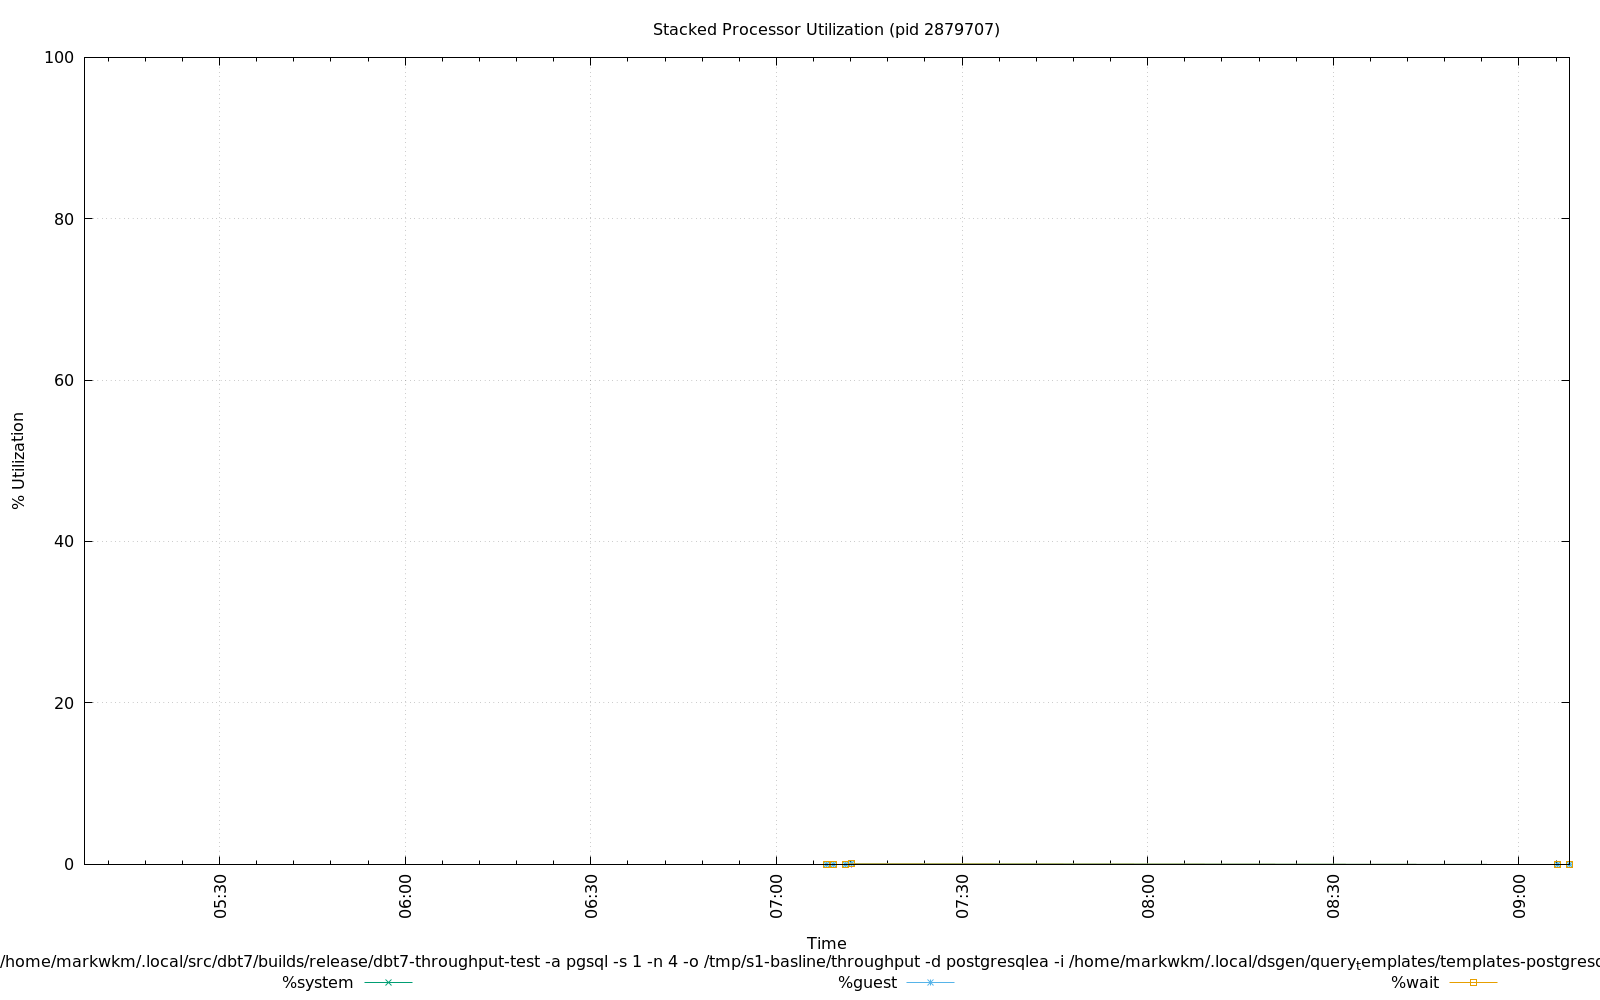 Stacked Processor Utilization (pid 2879707)
100
80
60
40
20
0
% Utilization
05:30
06:00
06:30
07:00
07:30
08:00
08:30
09:00
Time
/home/markwkm/.local/src/dbt7/builds/release/dbt7-throughput-test -a pgsql -s 1 -n 4 -o /tmp/s1-basline/throughput -d postgresqlea -i /home/markwkm/.local/dsgen/querytemplates/templates-postgresq
%system
%guest
%wait